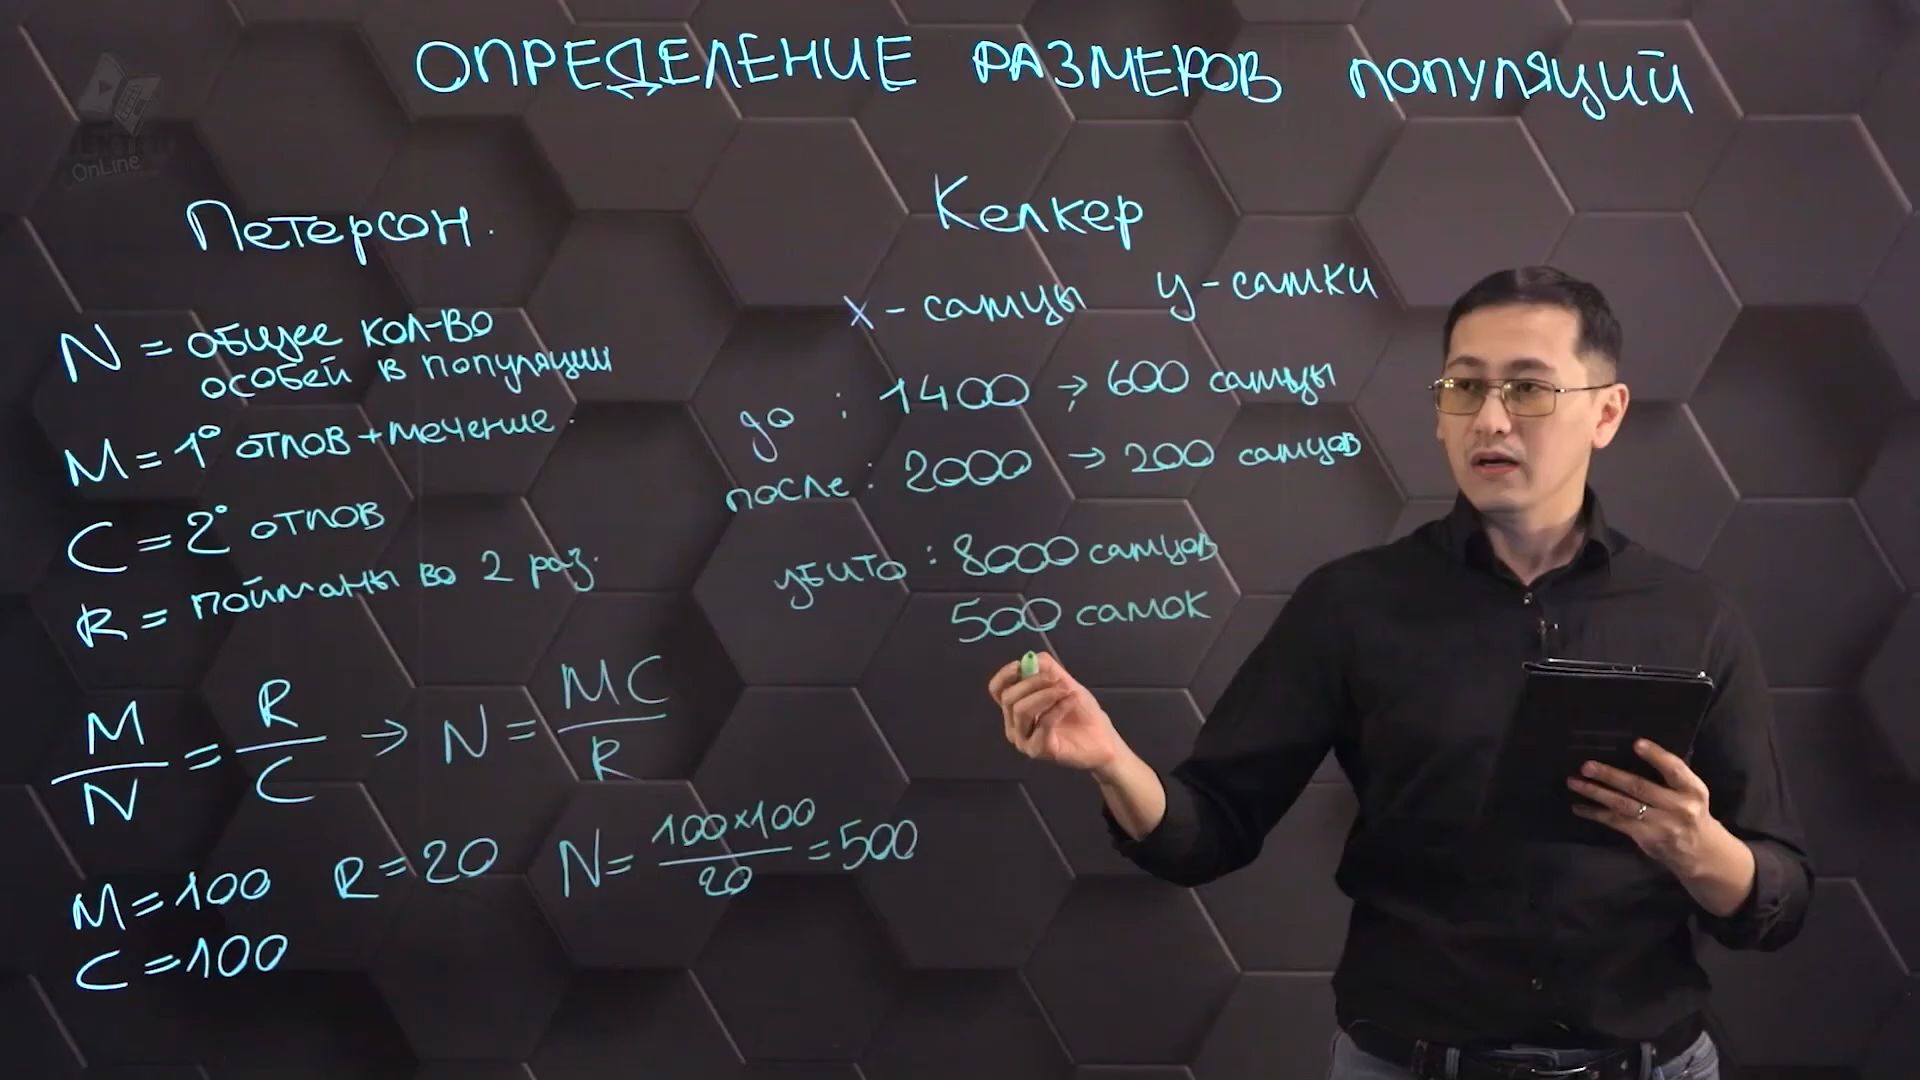 ОПРЕДЕЛЕНИЕ РАЗМЕРОВ ПОПУЛЯЦИЙ
OnLine
Петерсон.
N = общее кол-во
особей в популяции
M = 1° отлов + мечение.
C = 2° отлов
R = пойманы во 2 раз.
M/N = R/C → N = MC/R
M = 100 R = 20 N = 100×100/20 = 500
C = 100
Келкер
x - самцы y - самки
до : 1400 → 600 самцы
после : 2000 → 200 самцов
убито : 8000 самцов
500 самок